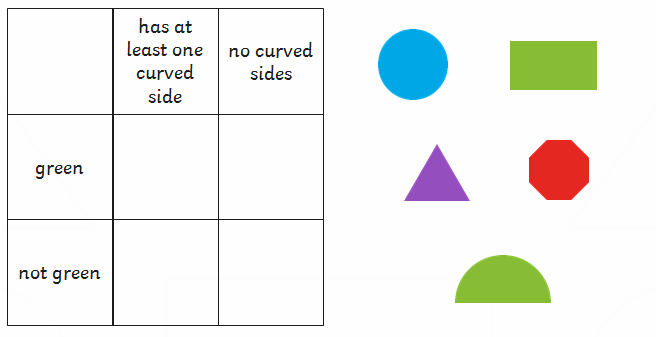 has at
least one
curved
side
no curved
sides
green
not green